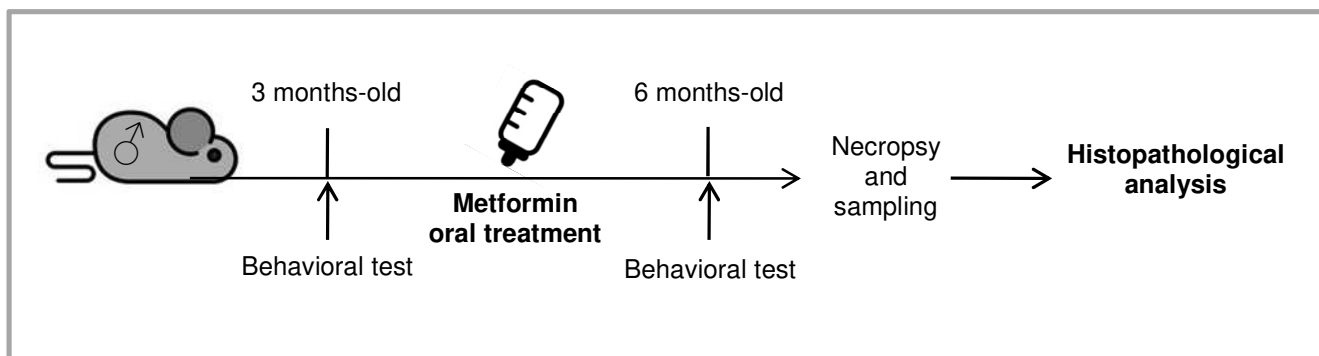 3 months-old
6 months-old
♂
Metformin
oral treatment
Behavioral test
Behavioral test
Necropsy
and
sampling
Histopathological
analysis